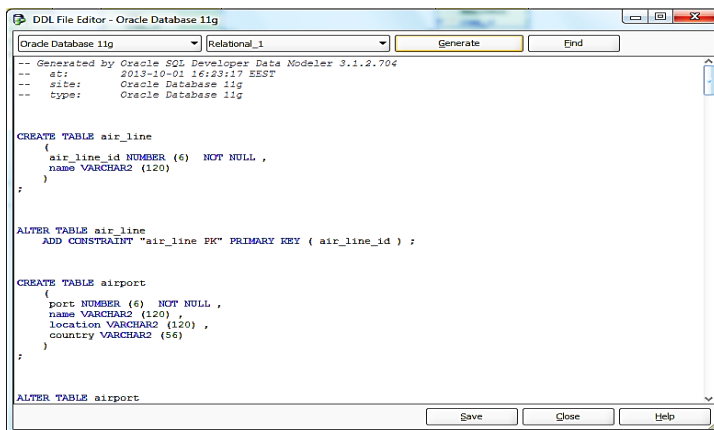 DDL File Editor - Oracle Database 11g
Oracle Database 11g Relational_1 Generate Find
-- Generated by Oracle SQL Developer Data Modeler 3.1.2.704
-- at: 2013-10-01 16:23:17 EEST
-- site: Oracle Database 11g
-- type: Oracle Database 11g
CREATE TABLE air_line
(
air_line_id NUMBER (6) NOT NULL ,
name VARCHAR2 (120)
)
;
ALTER TABLE air_line
ADD CONSTRAINT "air_line PK" PRIMARY KEY ( air_line_id ) ;
CREATE TABLE airport
(
port NUMBER (6) NOT NULL ,
name VARCHAR2 (120) ,
location VARCHAR2 (120) ,
country VARCHAR2 (56)
)
;
ALTER TABLE airport
Save Close Help